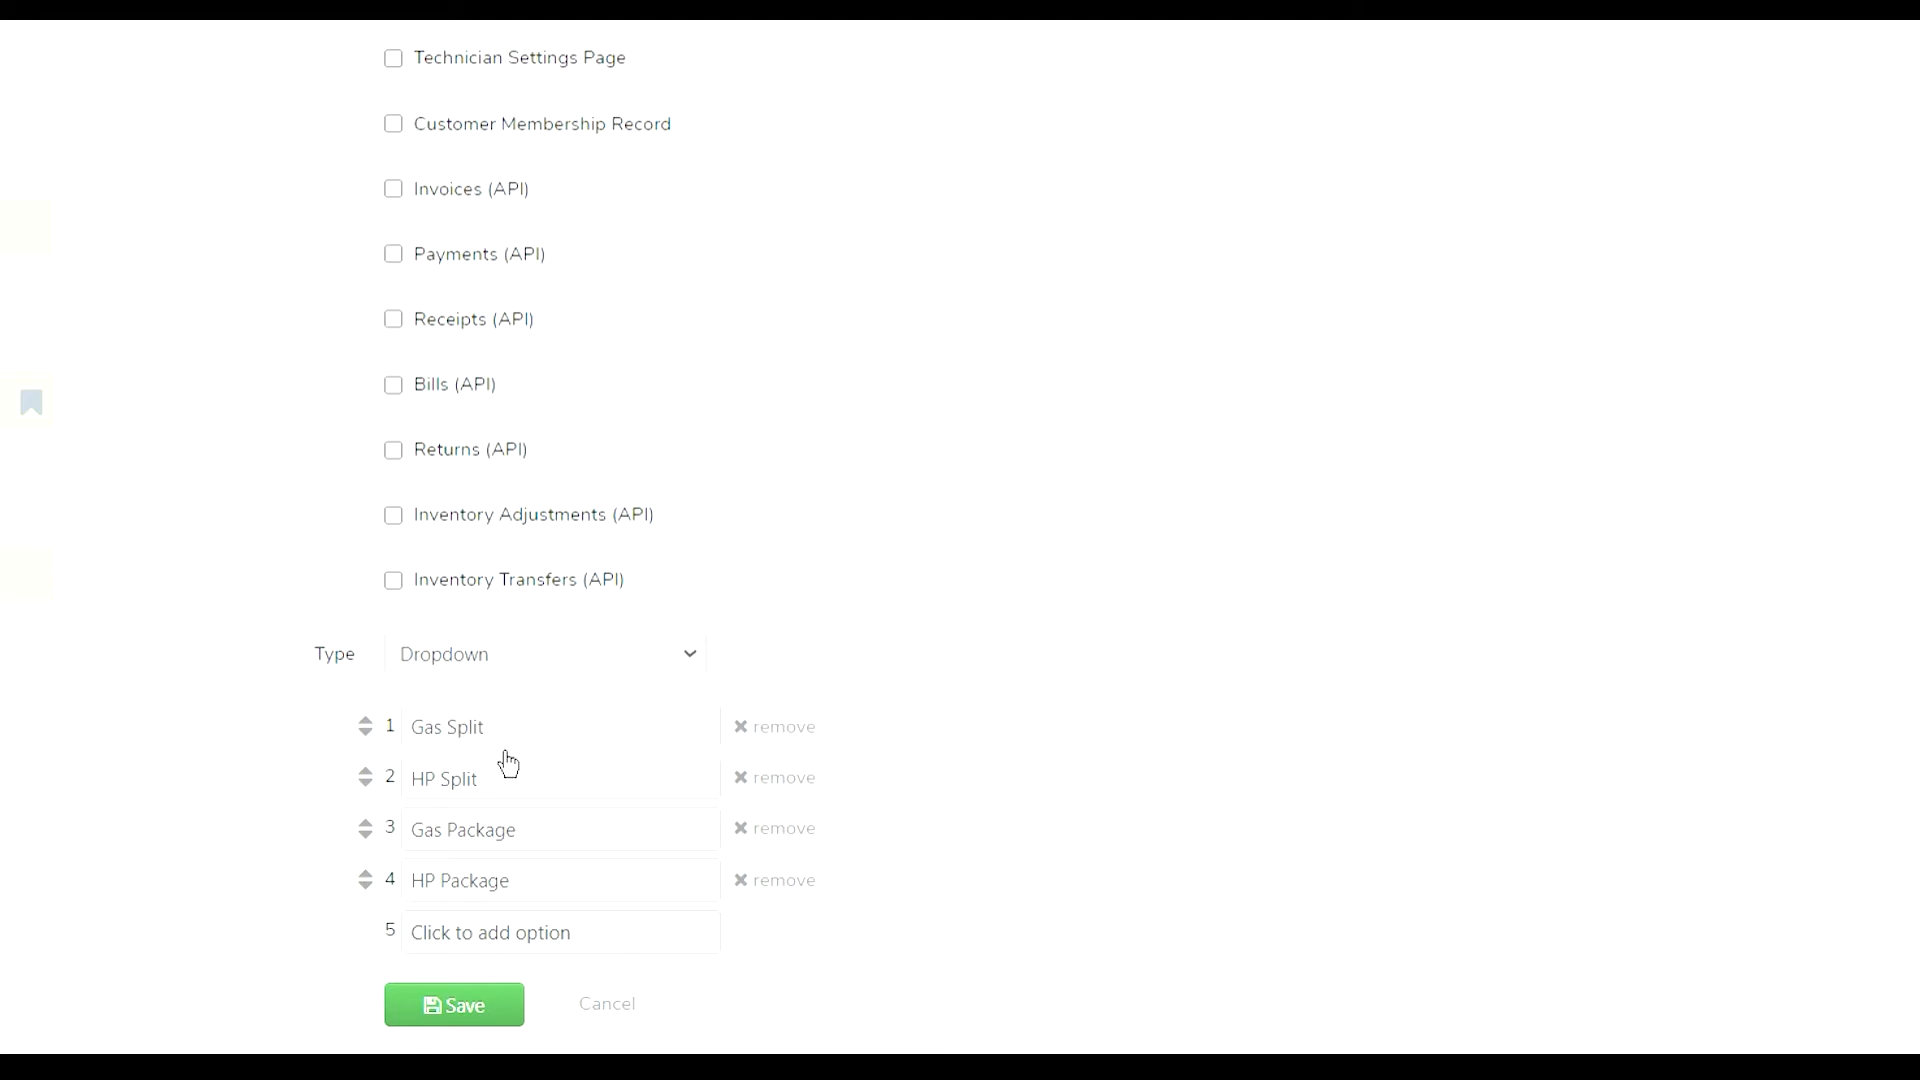 Technician Settings Page
Customer Membership Record
Invoices (API)
Payments (API)
Receipts (API)
Bills (API)
Returns (API)
Inventory Adjustments (API)
Inventory Transfers (API)
Type Dropdown
1 Gas Split remove
2 HP Split remove
3 Gas Package remove
4 HP Package remove
5 Click to add option
Save Cancel